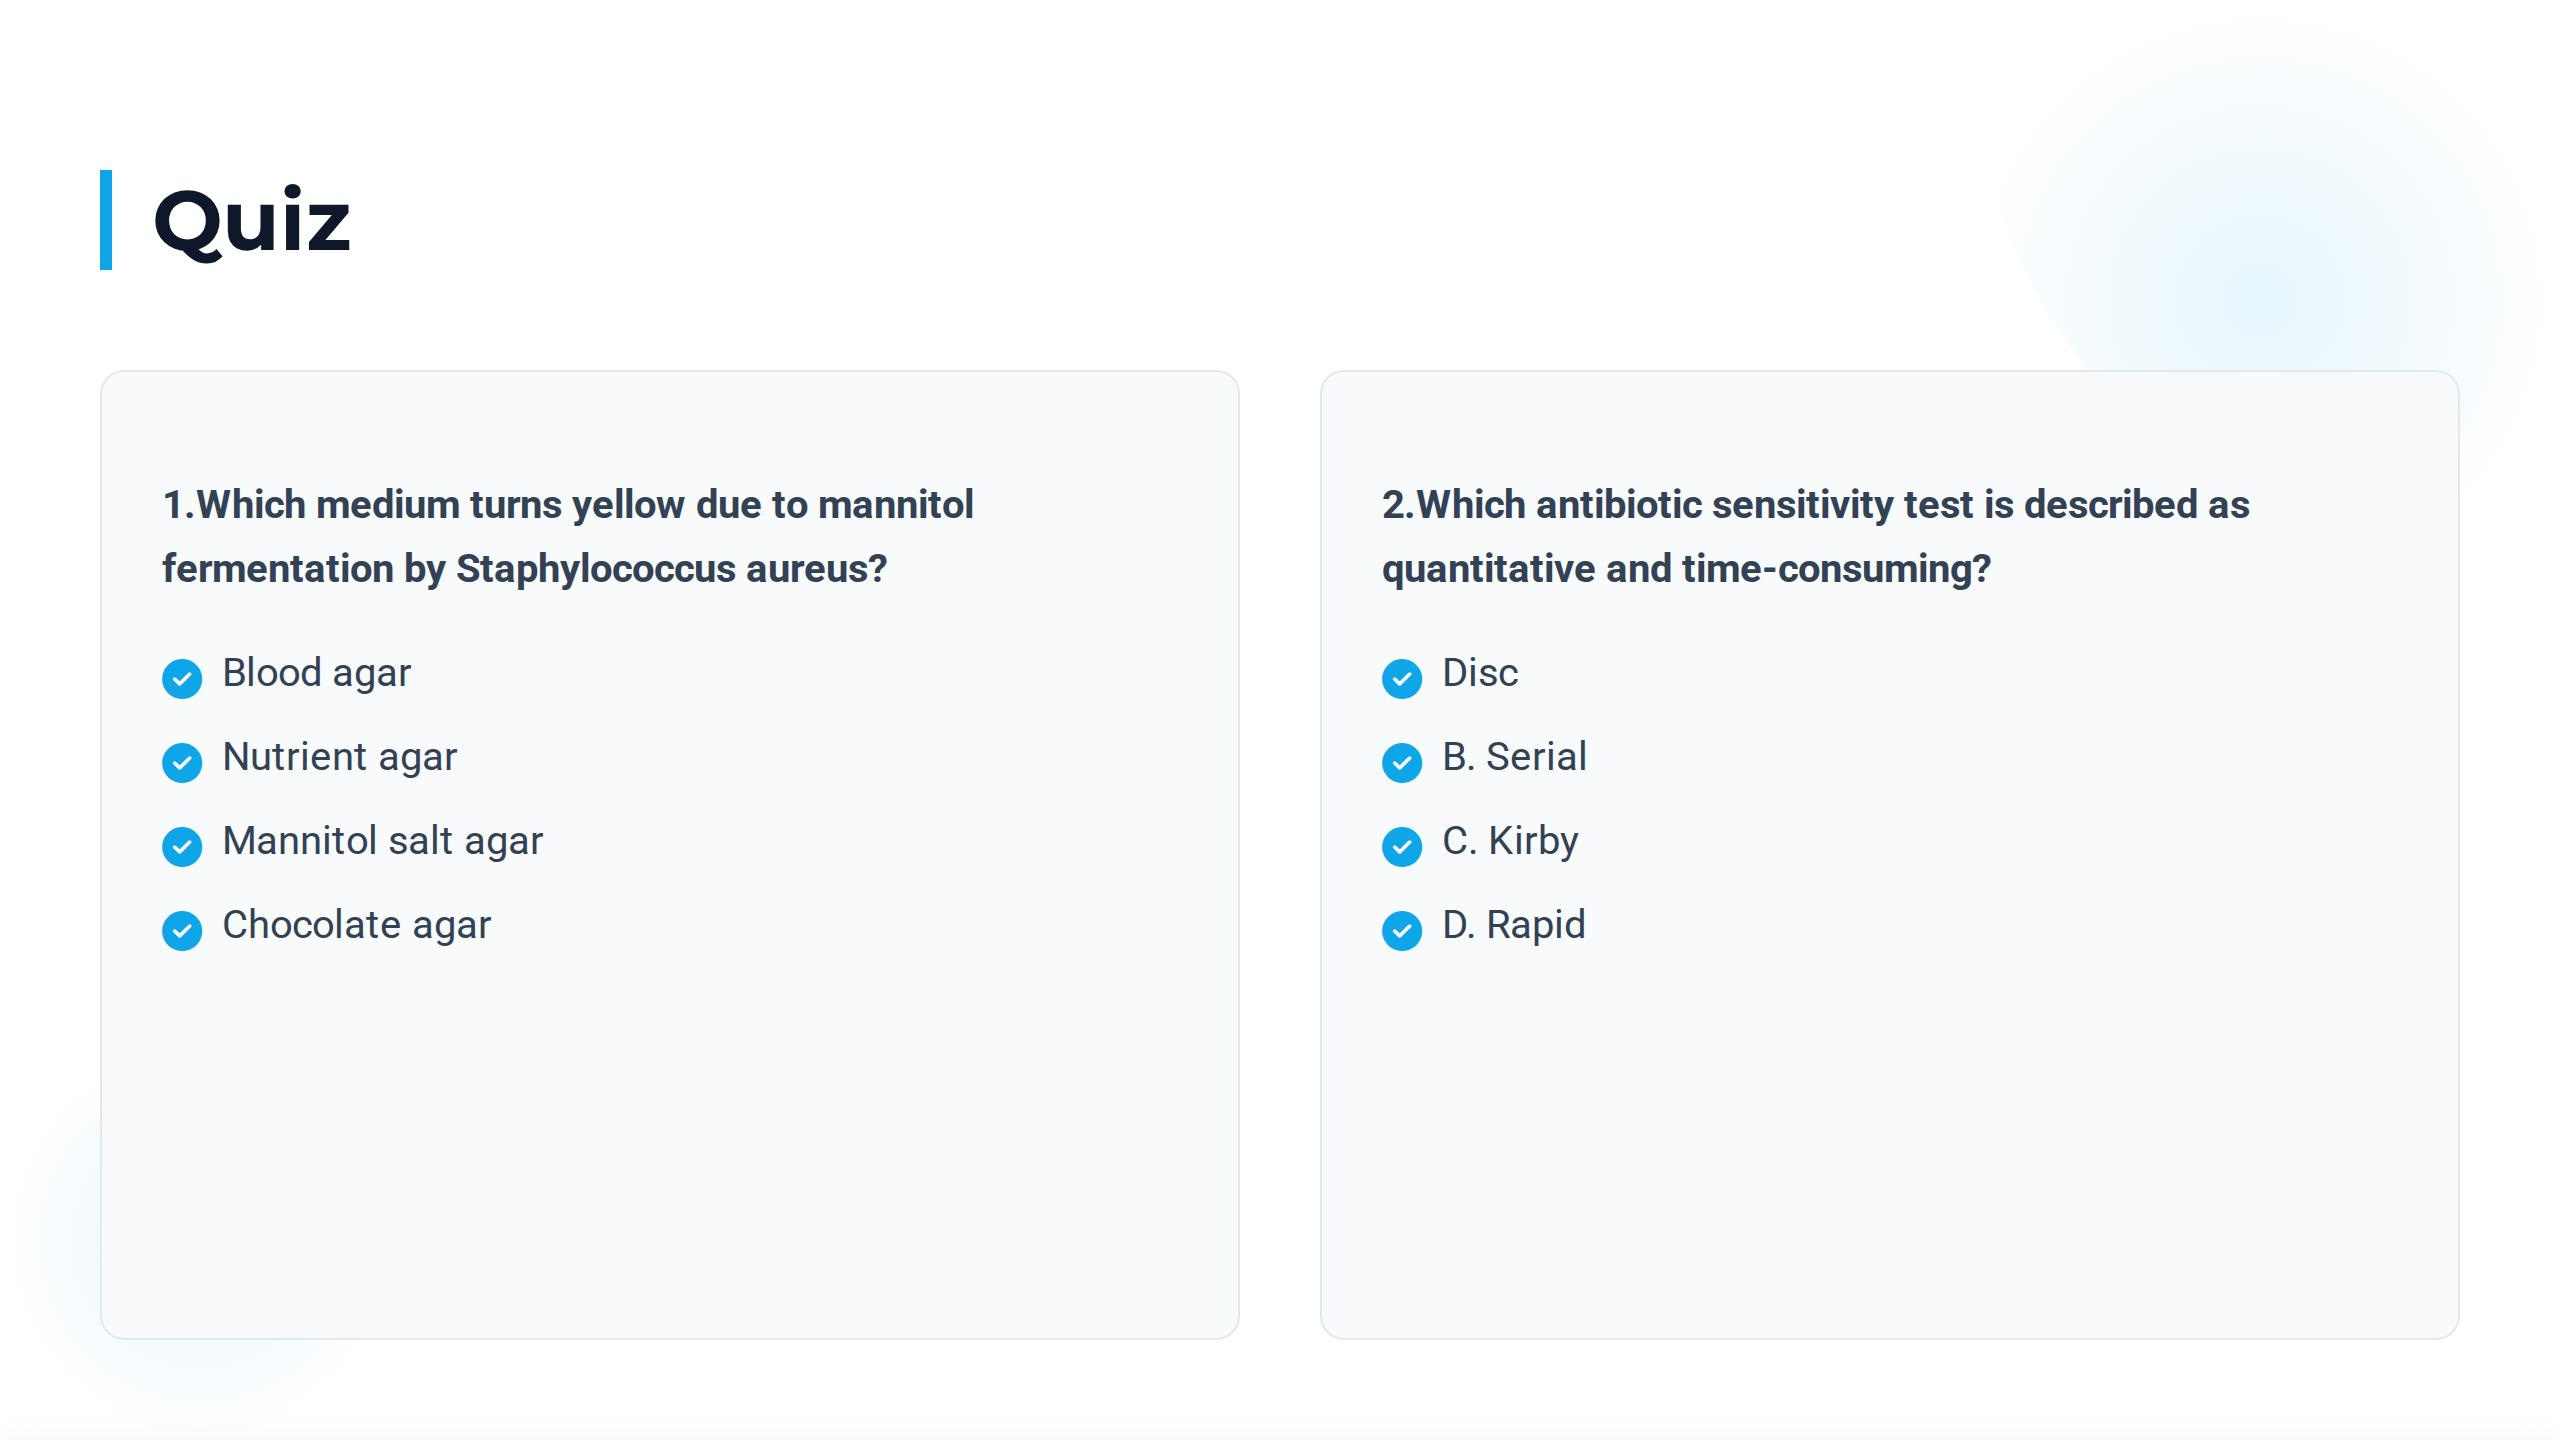 Quiz
1.Which medium turns yellow due to mannitol
fermentation by Staphylococcus aureus?
Blood agar
Nutrient agar
Mannitol salt agar
Chocolate agar
2.Which antibiotic sensitivity test is described as
quantitative and time-consuming?
Disc
B. Serial
C. Kirby
D. Rapid